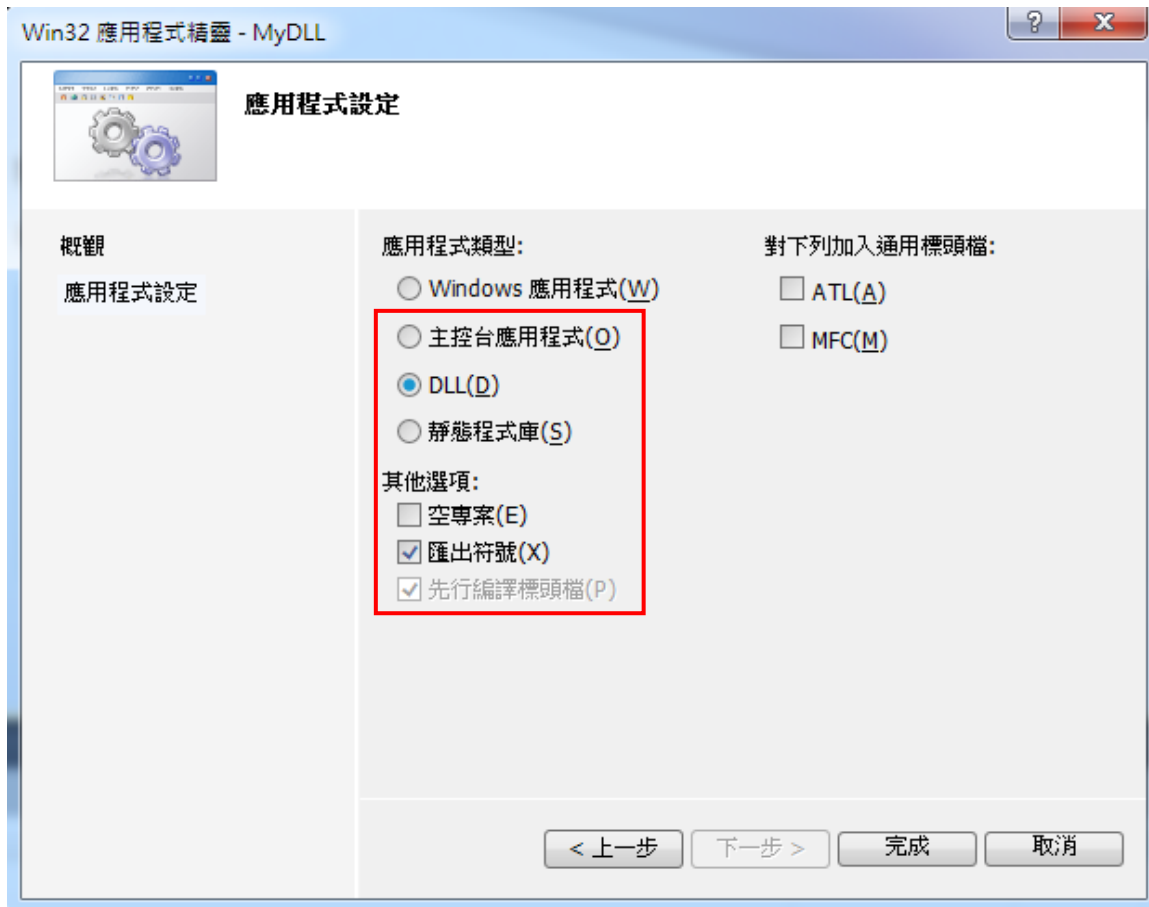 Win32 應用程式精靈 - MyDLL
應用程式設定
概觀
應用程式設定
應用程式類型:
Windows 應用程式(W)
主控台應用程式(O)
DLL(D)
靜態程式庫(S)
其他選項:
空專案(E)
匯出符號(X)
先行編譯標頭檔(P)
對下列加入通用標頭檔:
ATL(A)
MFC(M)
< 上一步
下一步 >
完成
取消